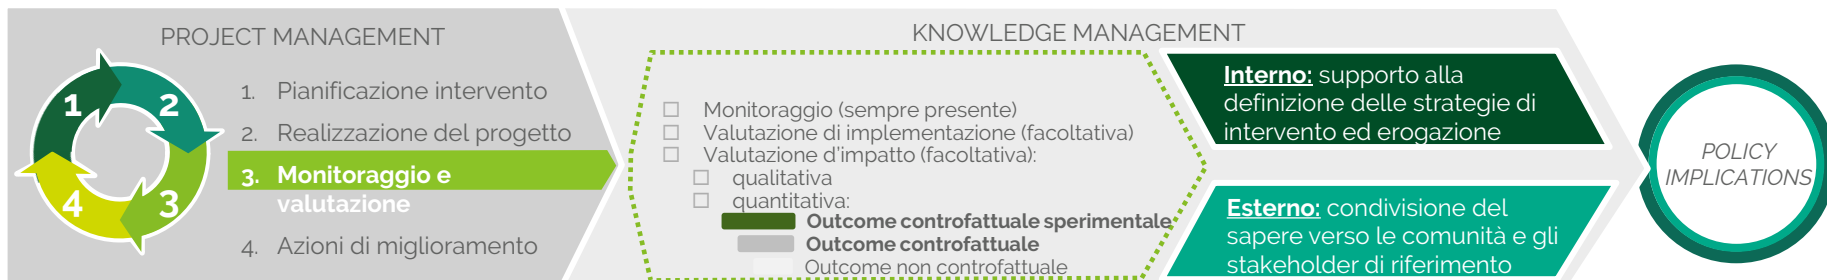 PROJECT MANAGEMENT
1
2
3
4
1. Pianificazione intervento
2. Realizzazione del progetto
3. Monitoraggio e
valutazione
4. Azioni di miglioramento
KNOWLEDGE MANAGEMENT
Monitoraggio (sempre presente)
Valutazione di implementazione (facoltativa)
Valutazione d'impatto (facoltativa):
qualitativa
quantitativa:
Outcome controfattuale sperimentale
Outcome controfattuale
Outcome non controfattuale
Interno: supporto alla
definizione delle strategie di
intervento ed erogazione
Esterno: condivisione del
sapere verso le comunità e gli
stakeholder di riferimento
POLICY
IMPLICATIONS